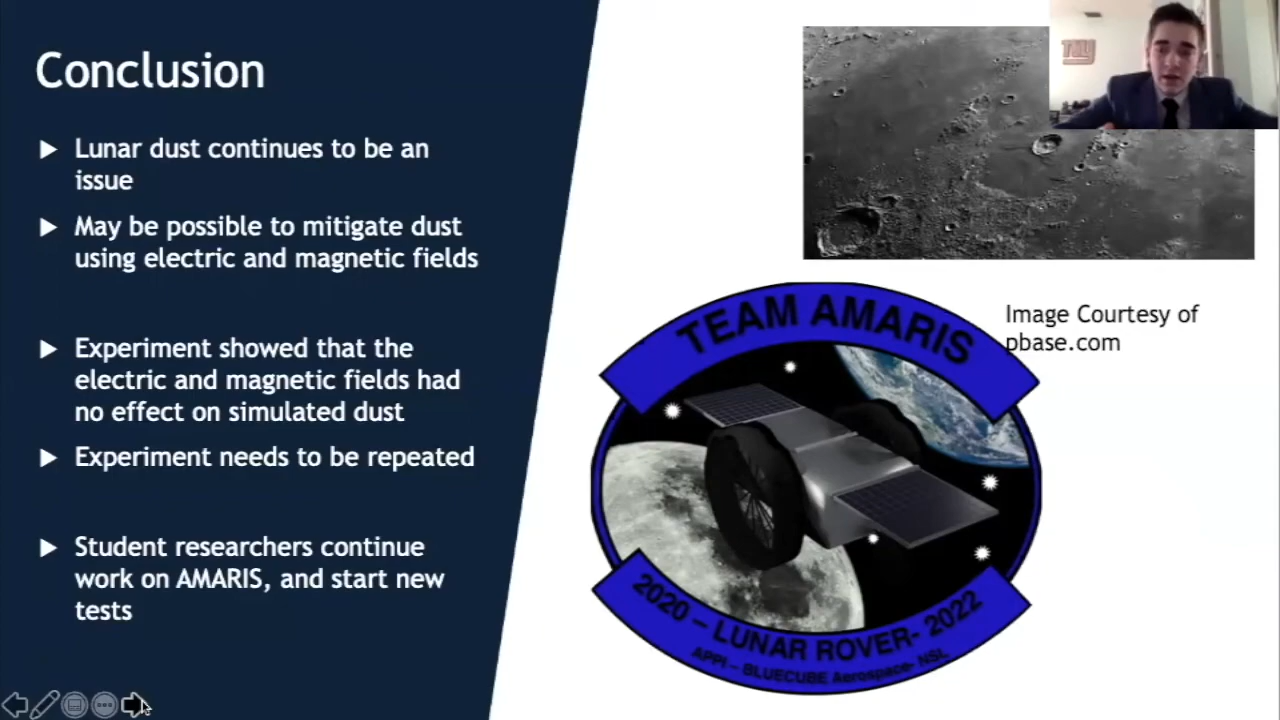 Conclusion
Lunar dust continues to be an
issue
May be possible to mitigate dust
using electric and magnetic fields
Experiment showed that the
electric and magnetic fields had
no effect on simulated dust
Experiment needs to be repeated
Student researchers continue
work on AMARIS, and start new
tests
Image Courtesy of
pbase.com
TEAM AMARIS
2020 – LUNAR ROVER- 2022
APPI – BLUECUBE Aerospace- NSL